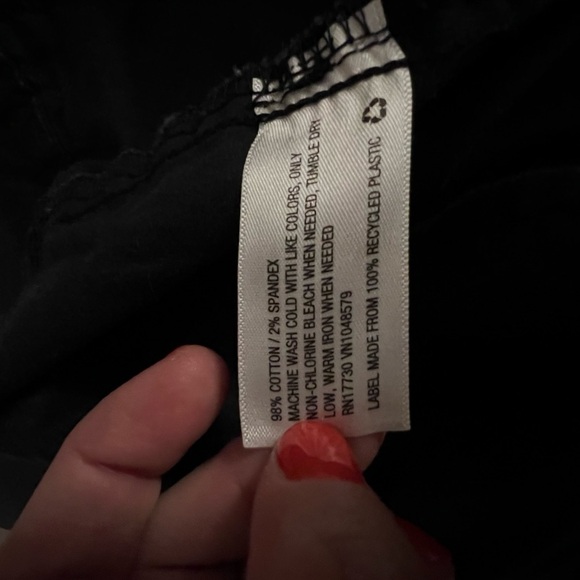 98% COTTON / 2% SPANDEX
MACHINE WASH COLD WITH LIKE COLORS, ONLY
NON-CHLORINE BLEACH WHEN NEEDED, TUMBLE DRY
LOW, WARM IRON WHEN NEEDED
RN17730 VN1048579
LABEL MADE FROM 100% RECYCLED PLASTIC